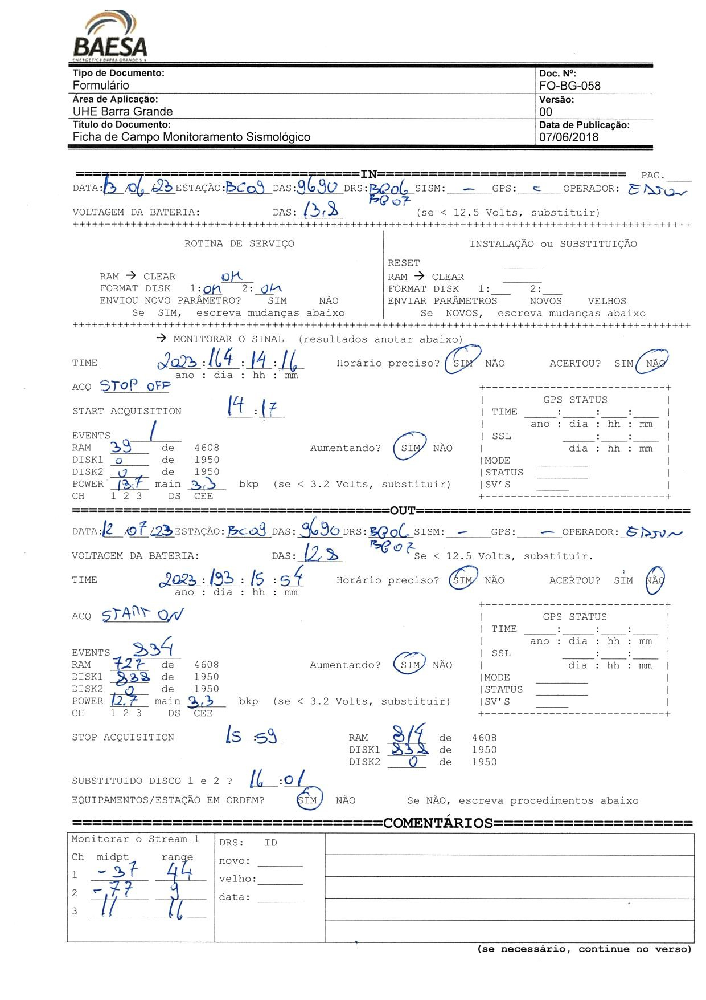 BAESA
ENERGÉTICA BARRA GRANDE S.A
Tipo de Documento: Doc. Nº:
Formulário FO-BG-058
Área de Aplicação: Versão:
UHE Barra Grande 00
Título do Documento: Data de Publicação:
Ficha de Campo Monitoramento Sismológico 07/06/2018
=================================IN============================= PAG.____
DATA:13/06/23 ESTAÇÃO:BC09 DAS:9690 DRS:BG06 SISM: - GPS: - OPERADOR: EDSON
BG07
VOLTAGEM DA BATERIA: DAS:13,8 (se < 12.5 Volts, substituir)
++++++++++++++++++++++++++++++++++++++++++++++++++++++++++++++++++++++++++++++++++++++++++++++++
ROTINA DE SERVIÇO INSTALAÇÃO ou SUBSTITUIÇÃO
RESET ______
RAM → CLEAR OK RAM → CLEAR ______
FORMAT DISK 1:OK 2:OK FORMAT DISK 1:___ 2:___
ENVIOU NOVO PARÂMETRO? SIM NÃO ENVIAR PARÂMETROS NOVOS VELHOS
Se SIM, escreva mudanças abaixo Se NOVOS, escreva mudanças abaixo
++++++++++++++++++++++++++++++++++++++++++++++++++++++++++++++++++++++++++++++++++++++++++++++++
→ MONITORAR O SINAL (resultados anotar abaixo)
TIME 2023:164:14:16 Horário preciso? SIM NÃO ACERTOU? SIM NÃO
ano : dia : hh : mm
ACQ STOP OFF +----------------------------+
| GPS STATUS |
START ACQUISITION 14:17 | TIME _____:_____:____:____ |
| ano : dia : hh : mm |
EVENTS 1 | SSL _____:____:____
RAM 39 de 4608 Aumentando? SIM NÃO | dia : hh : mm |
DISK1 0 de 1950 |MODE ________ |
DISK2 0 de 1950 |STATUS ________
POWER 13.7 main 3,3 bkp (se < 3.2 Volts, substituir) |SV'S _____ |
CH 1 2 3 DS CEE +----------------------------+
=====================================OUT================================
DATA:12/07/23 ESTAÇÃO:BC09 DAS:9690 DRS:BG06 SISM: - GPS: - OPERADOR: EDSON
BG07
VOLTAGEM DA BATERIA: DAS:12,8 Se < 12.5 Volts, substituir.
TIME 2023:193:15:54 Horário preciso? SIM NÃO ACERTOU? SIM NÃO
ano : dia : hh : mm
+----------------------------+
ACQ START ON | GPS STATUS |
| TIME _____:_____:____:____ |
| ano : dia : hh : mm |
EVENTS 834 | SSL _____:____:____ |
RAM 727 de 4608 Aumentando? SIM NÃO | dia : hh : mm |
DISK1 838 de 1950 |MODE ________ |
DISK2 0 de 1950 |STATUS ________ |
POWER 12,7 main 3,3 bkp (se < 3.2 Volts, substituir) |SV'S _____ |
CH 1 2 3 DS CEE +----------------------------+
STOP ACQUISITION 15:59 RAM 814 de 4608
DISK1 838 de 1950
DISK2 0 de 1950
SUBSTITUIDO DISCO 1 e 2 ? 16:01
EQUIPAMENTOS/ESTAÇÃO EM ORDEM? SIM NÃO Se NÃO, escreva procedimentos abaixo
================================COMENTÁRIOS=====================
Monitorar o Stream 1 DRS: ID
Ch midpt range novo: _______
1 -37 44 velho:_______
2 -77 9 data: _______
3 11 16
(se necessário, continue no verso)